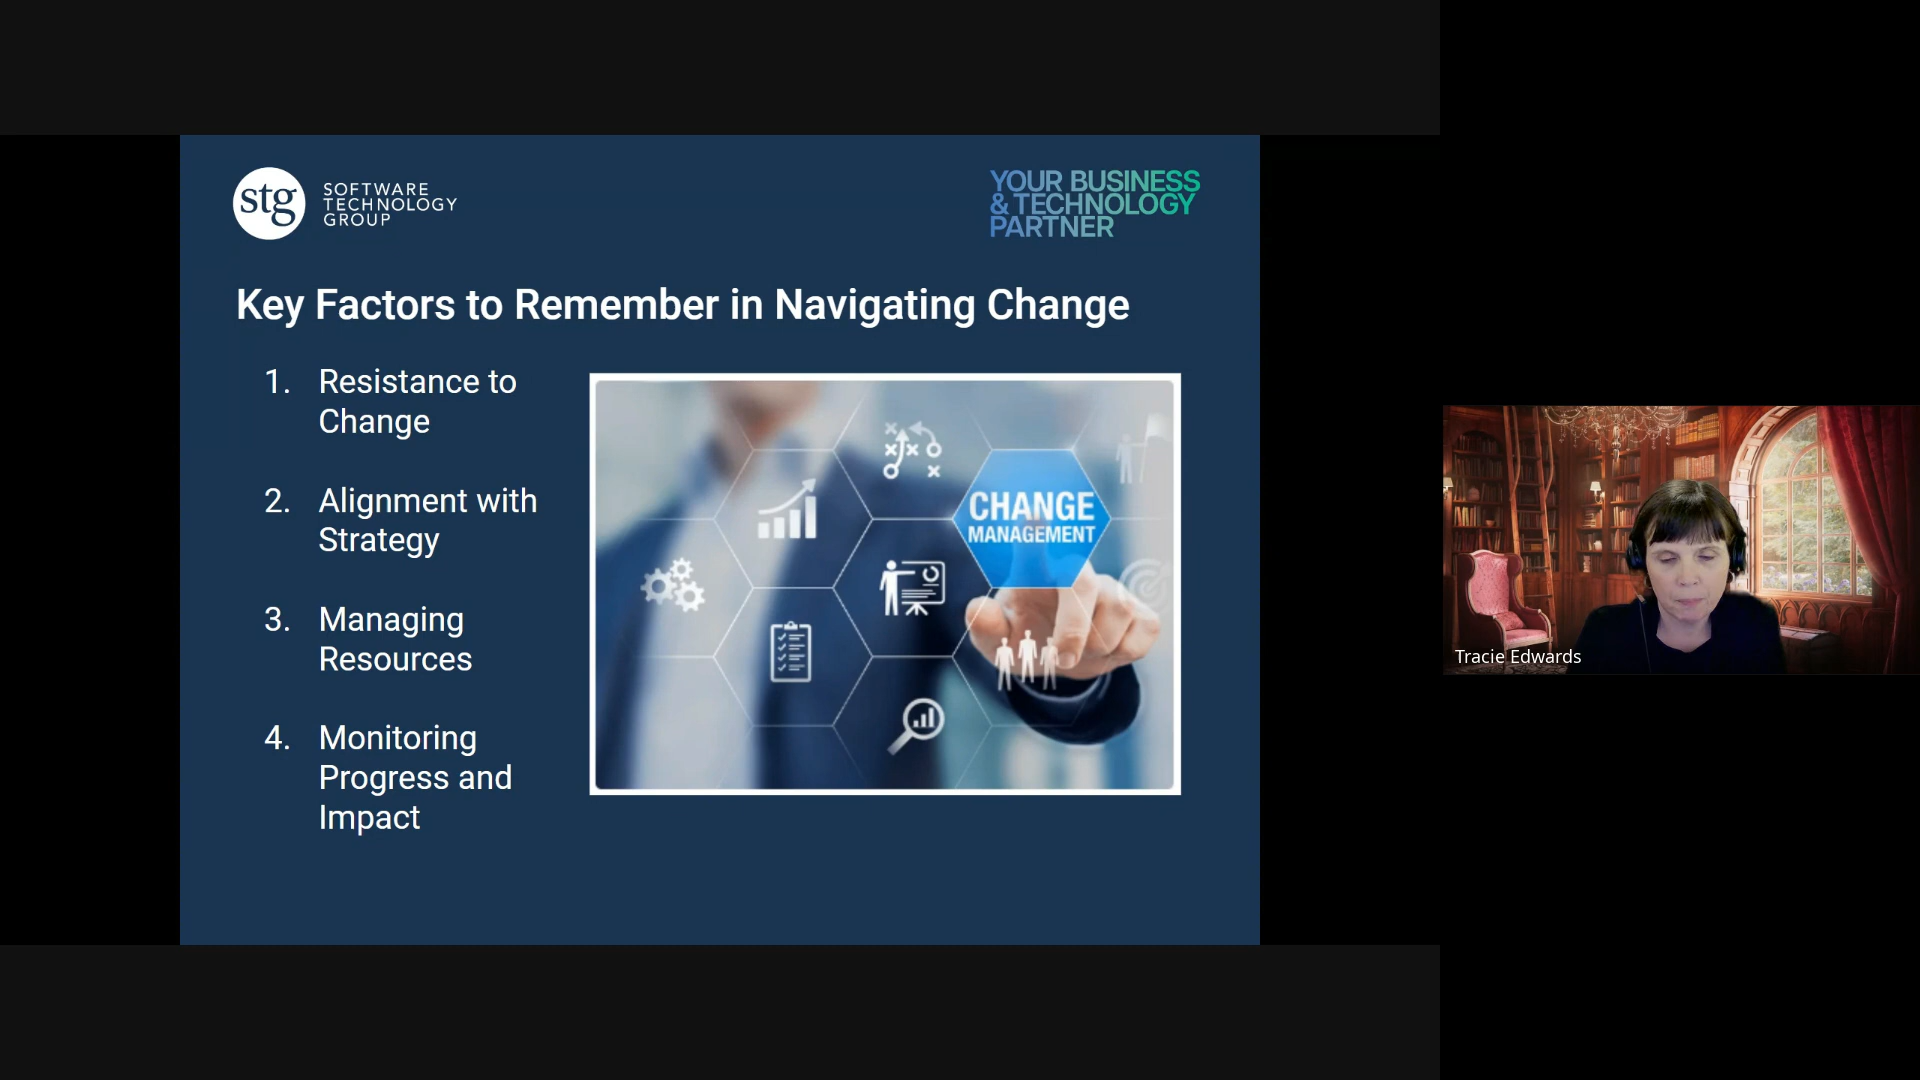 stg
SOFTWARE
TECHNOLOGY
GROUP
YOUR BUSINESS
& TECHNOLOGY
PARTNER
Key Factors to Remember in Navigating Change
1. Resistance to
Change
2. Alignment with
Strategy
3. Managing
Resources
4. Monitoring
Progress and
Impact
CHANGE
MANAGEMENT
Tracie Edwards